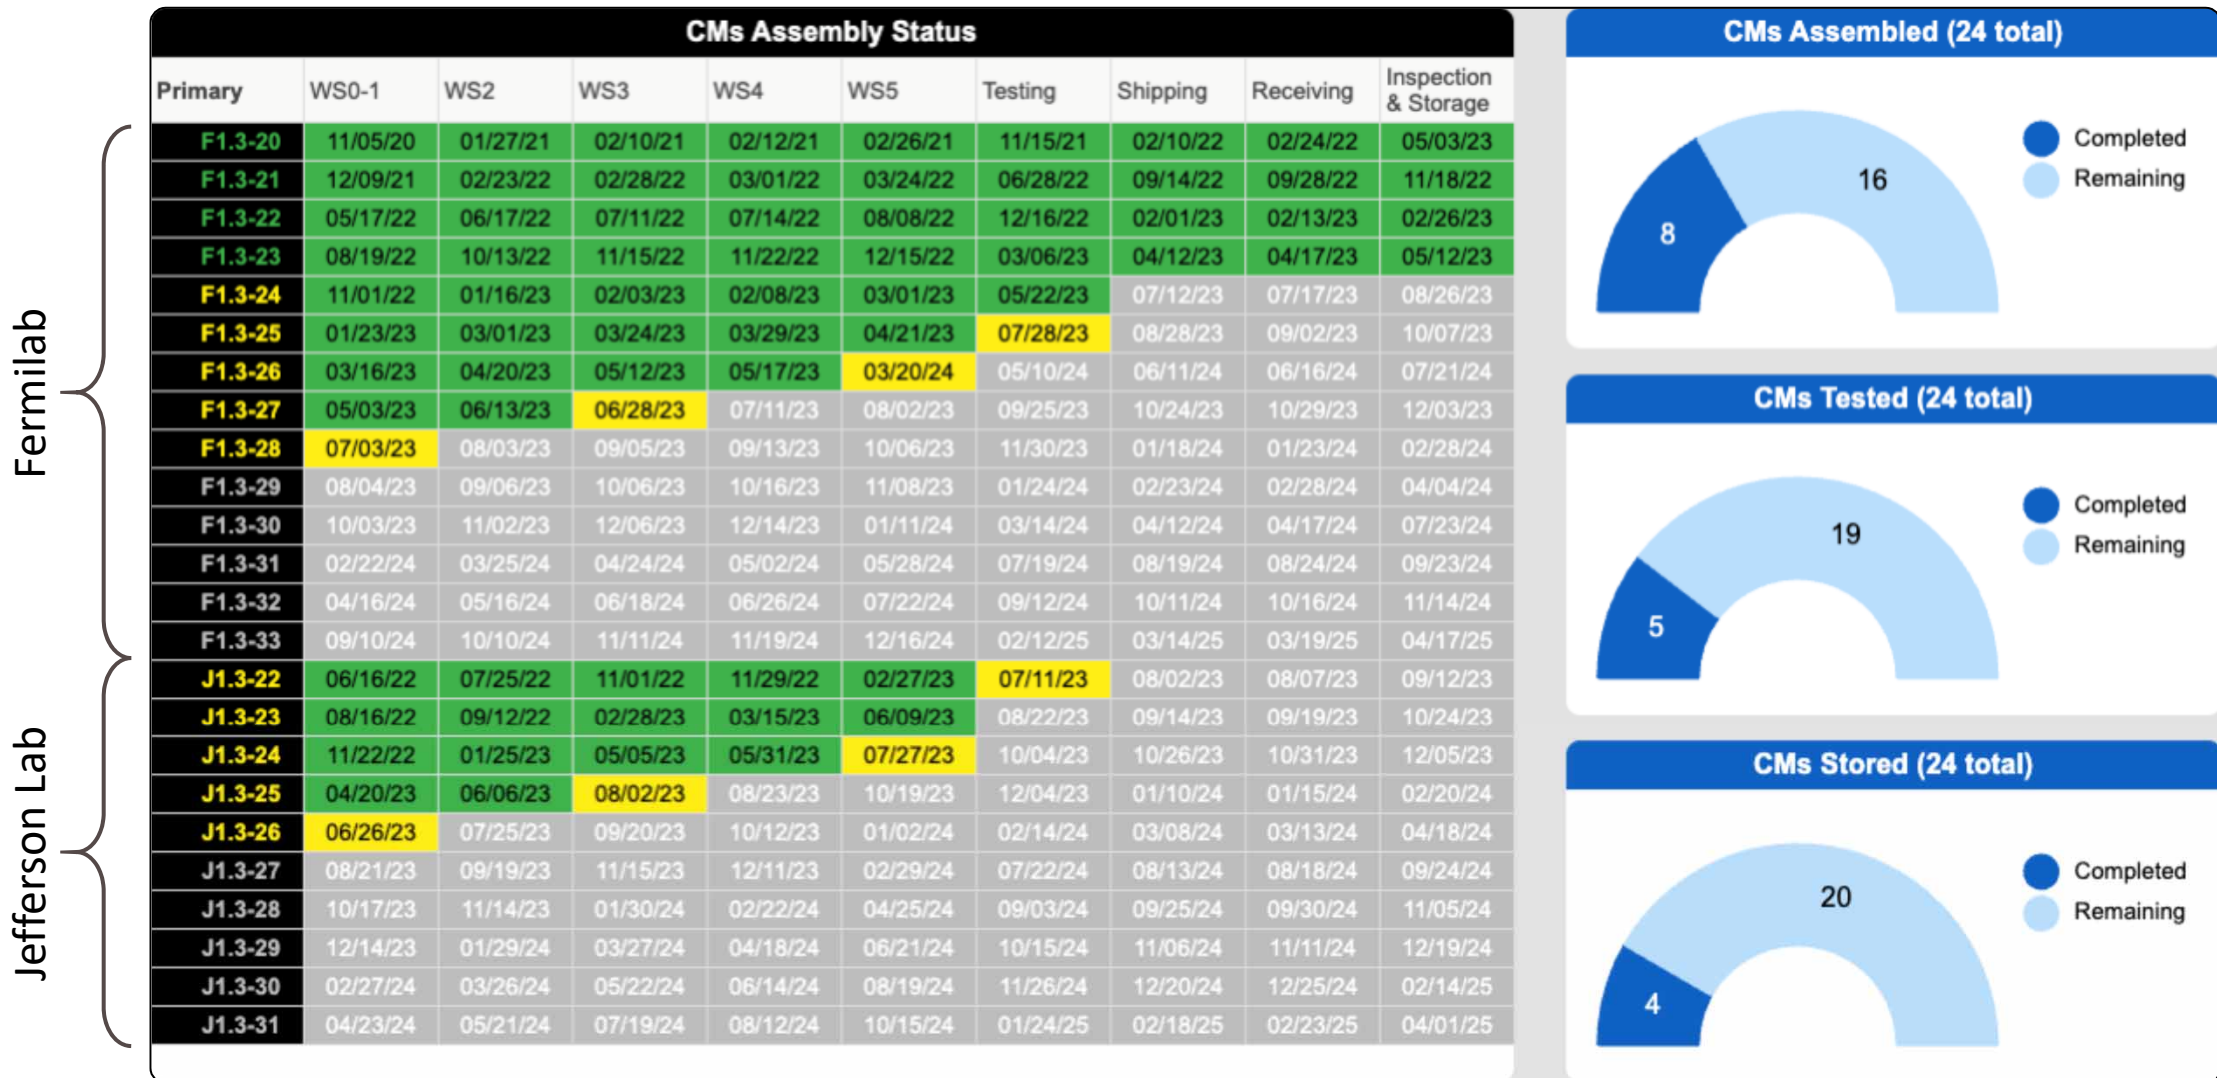 CMs Assembly Status
Primary WS0-1 WS2 WS3 WS4 WS5 Testing Shipping Receiving Inspection & Storage
F1.3-20 11/05/20 01/27/21 02/10/21 02/12/21 02/26/21 11/15/21 02/10/22 02/24/22 05/03/23
F1.3-21 12/09/21 02/23/22 02/28/22 03/01/22 03/24/22 06/28/22 09/14/22 09/28/22 11/18/22
F1.3-22 05/17/22 06/17/22 07/11/22 07/14/22 08/08/22 12/16/22 02/01/23 02/13/23 02/26/23
F1.3-23 08/19/22 10/13/22 11/15/22 11/22/22 12/15/22 03/06/23 04/12/23 04/17/23 05/12/23
F1.3-24 11/01/22 01/16/23 02/03/23 02/08/23 03/01/23 05/22/23 07/12/23 07/17/23 08/26/23
F1.3-25 01/23/23 03/01/23 03/24/23 03/29/23 04/21/23 07/28/23 08/28/23 09/02/23 10/07/23
F1.3-26 03/16/23 04/20/23 05/12/23 05/17/23 03/20/24 05/10/24 06/11/24 06/16/24 07/21/24
F1.3-27 05/03/23 06/13/23 06/28/23 07/11/23 08/02/23 09/25/23 10/24/23 10/29/23 12/03/23
F1.3-28 07/03/23 08/03/23 09/05/23 09/13/23 10/06/23 11/30/23 01/18/24 01/23/24 02/28/24
F1.3-29 08/04/23 09/06/23 10/06/23 10/16/23 11/08/23 01/24/24 02/23/24 02/28/24 04/04/24
F1.3-30 10/03/23 11/02/23 12/06/23 12/14/23 01/11/24 03/14/24 04/12/24 04/17/24 07/23/24
F1.3-31 02/22/24 03/25/24 04/24/24 05/02/24 05/28/24 07/19/24 08/19/24 08/24/24 09/23/24
F1.3-32 04/16/24 05/16/24 06/18/24 06/26/24 07/22/24 09/12/24 10/11/24 10/16/24 11/14/24
F1.3-33 09/10/24 10/10/24 11/11/24 11/19/24 12/16/24 02/12/25 03/14/25 03/19/25 04/17/25
J1.3-22 06/16/22 07/25/22 11/01/22 11/29/22 02/27/23 07/11/23 08/02/23 08/07/23 09/12/23
J1.3-23 08/16/22 09/12/22 02/28/23 03/15/23 06/09/23 08/22/23 09/14/23 09/19/23 10/24/23
J1.3-24 11/22/22 01/25/23 05/05/23 05/31/23 07/27/23 10/04/23 10/26/23 10/31/23 12/05/23
J1.3-25 04/20/23 06/06/23 08/02/23 08/23/23 10/19/23 12/04/23 01/10/24 01/15/24 02/20/24
J1.3-26 06/26/23 07/25/23 09/20/23 10/12/23 01/02/24 02/14/24 03/08/24 03/13/24 04/18/24
J1.3-27 08/21/23 09/19/23 11/15/23 12/11/23 02/29/24 07/22/24 08/13/24 08/18/24 09/24/24
J1.3-28 10/17/23 11/14/23 01/30/24 02/22/24 04/25/24 09/03/24 09/25/24 09/30/24 11/05/24
J1.3-29 12/14/23 01/29/24 03/27/24 04/18/24 06/21/24 10/15/24 11/06/24 11/11/24 12/19/24
J1.3-30 02/27/24 03/26/24 05/22/24 06/14/24 08/19/24 11/26/24 12/20/24 12/25/24 02/14/25
J1.3-31 04/23/24 05/21/24 07/19/24 08/12/24 10/15/24 01/24/25 02/18/25 02/23/25 04/01/25
Fermilab
Jefferson Lab
CMs Assembled (24 total)
8
16
Completed
Remaining
CMs Tested (24 total)
5
19
Completed
Remaining
CMs Stored (24 total)
4
20
Completed
Remaining